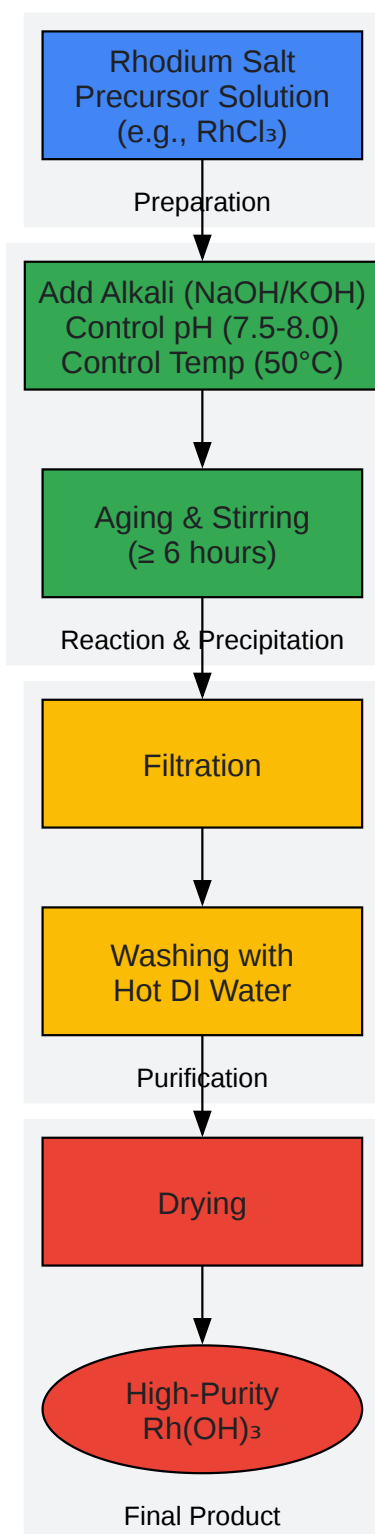 Rhodium Salt
Precursor Solution
(e.g., RhCl₃)
Preparation
Add Alkali (NaOH/KOH)
Control pH (7.5-8.0)
Control Temp (50°C)
Aging & Stirring
(≥ 6 hours)
Reaction & Precipitation
Filtration
Washing with
Hot DI Water
Purification
Drying
High-Purity
Rh(OH)₃
Final Product